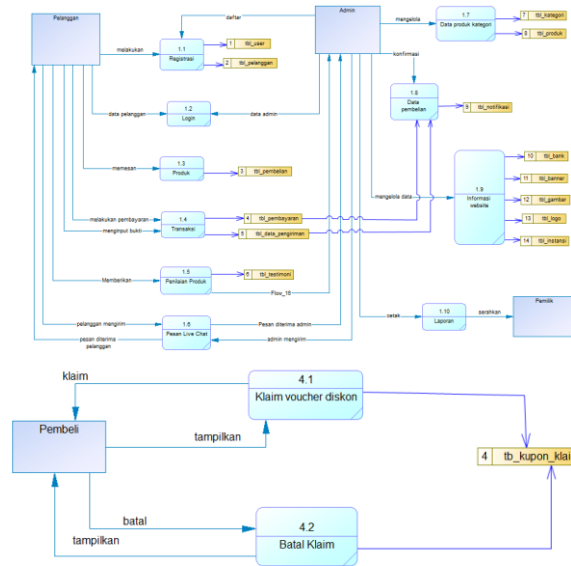 Pelanggan
Admin
defter
melakukan
1.1
Registrasi
1 tbl_user
2 tbl_pelanggan
mengelola
1.7
Data produk kategori
7 tbl_kategori
8 tbl_produk
konfirmasi
1.8
Data
pembelian
9 tbl_notifikasi
data pelanggan
1.2
Login
data admin
memesan
1.3
Produk
3 tbl_pembelian
mengelola data
1.9
Informasi
website
10 tbl_bank
11 tbl_banner
12 tbl_gambar
13 tbl_logo
14 tbl_instansi
melakukan pembayaran
menginput bukti
1.4
Transaksi
4 tbl_pembayaran
5 tbl_data_pengiriman
Memberikan
1.5
Penilaian Produk
6 tbl_testimoni
Flow_18
pelanggan mengirim
pesan diterima
pelanggan
1.6
Pesan Live Chat
Pesan diterima admin
admin mengirim
cetak
1.10
Laporan
serahkan
Pemilik
klaim
4.1
Klaim voucher diskon
Pembeli
tampilkan
4 tb_kupon_klai
batal
tampilkan
4.2
Batal Klaim